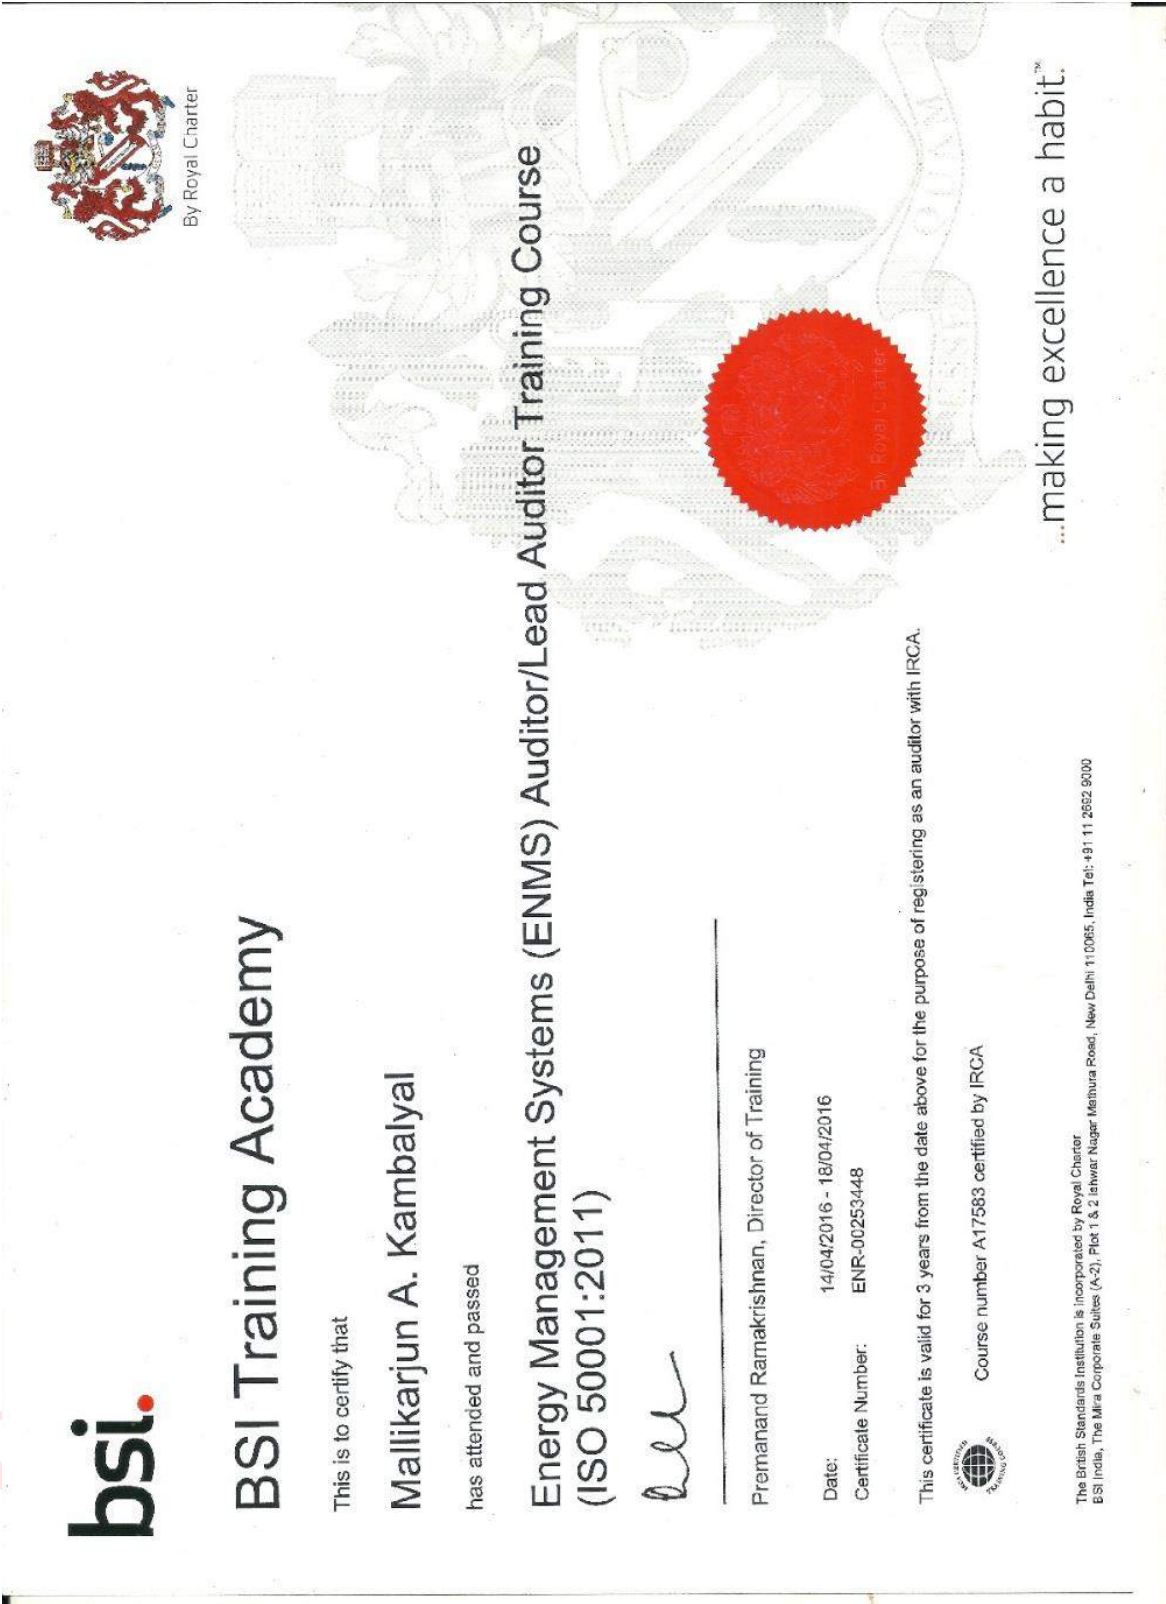 bsi.
By Royal Charter
BSI Training Academy
This is to certify that
Mallikarjun A. Kambalyal
has attended and passed
Energy Management Systems (ENMS) Auditor/Lead Auditor Training Course
(ISO 50001:2011)
Premanand Ramakrishnan, Director of Training
Date: 14/04/2016 - 18/04/2016
Certificate Number: ENR-00253448
By Royal Charter
This certificate is valid for 3 years from the date above for the purpose of registering as an auditor with IRCA.
Course number A17583 certified by IRCA
...making excellence a habit.™
The British Standards Institution is incorporated by Royal Charter
BSI India, The Mira Corporate Suites (A-2), Plot 1 & 2 Ishwar Nagar Mathura Road, New Delhi 110065, India Tel: +91 11 2692 9000